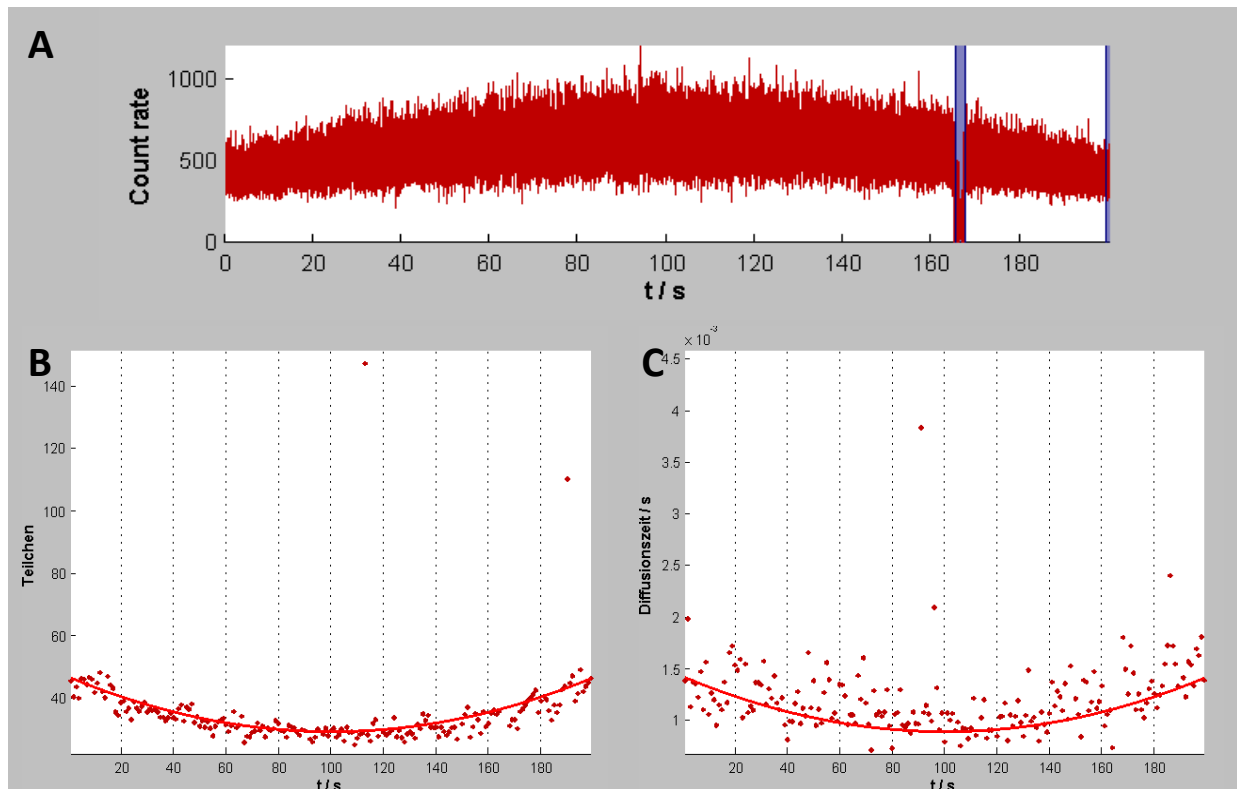 A
Count rate
1000
500
0
0 20 40 60 80 100 120 140 160 180
t / s
B
Teilchen
140
120
100
80
60
40
20 40 60 80 100 120 140 160 180
t / s
C
x 10-3
Diffusionszeit / s
4.5
4
3.5
3
2.5
2
1.5
1
20 40 60 80 100 120 140 160 180
t / s